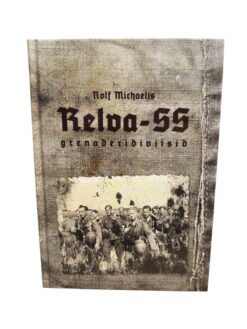 Rolf Michaelis
Relva-SS
grenaderidiviisid